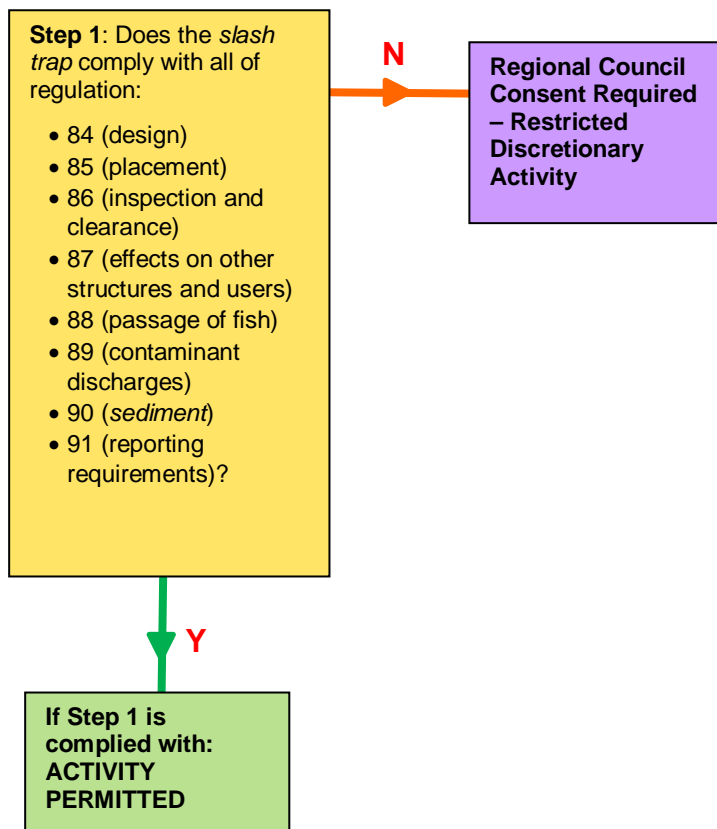 Step 1: Does the slash
trap comply with all of
regulation:
• 84 (design)
• 85 (placement)
• 86 (inspection and
clearance)
• 87 (effects on other
structures and users)
• 88 (passage of fish)
• 89 (contaminant
discharges)
• 90 (sediment)
• 91 (reporting
requirements)?
N
Regional Council
Consent Required
– Restricted
Discretionary
Activity
Y
If Step 1 is
complied with:
ACTIVITY
PERMITTED